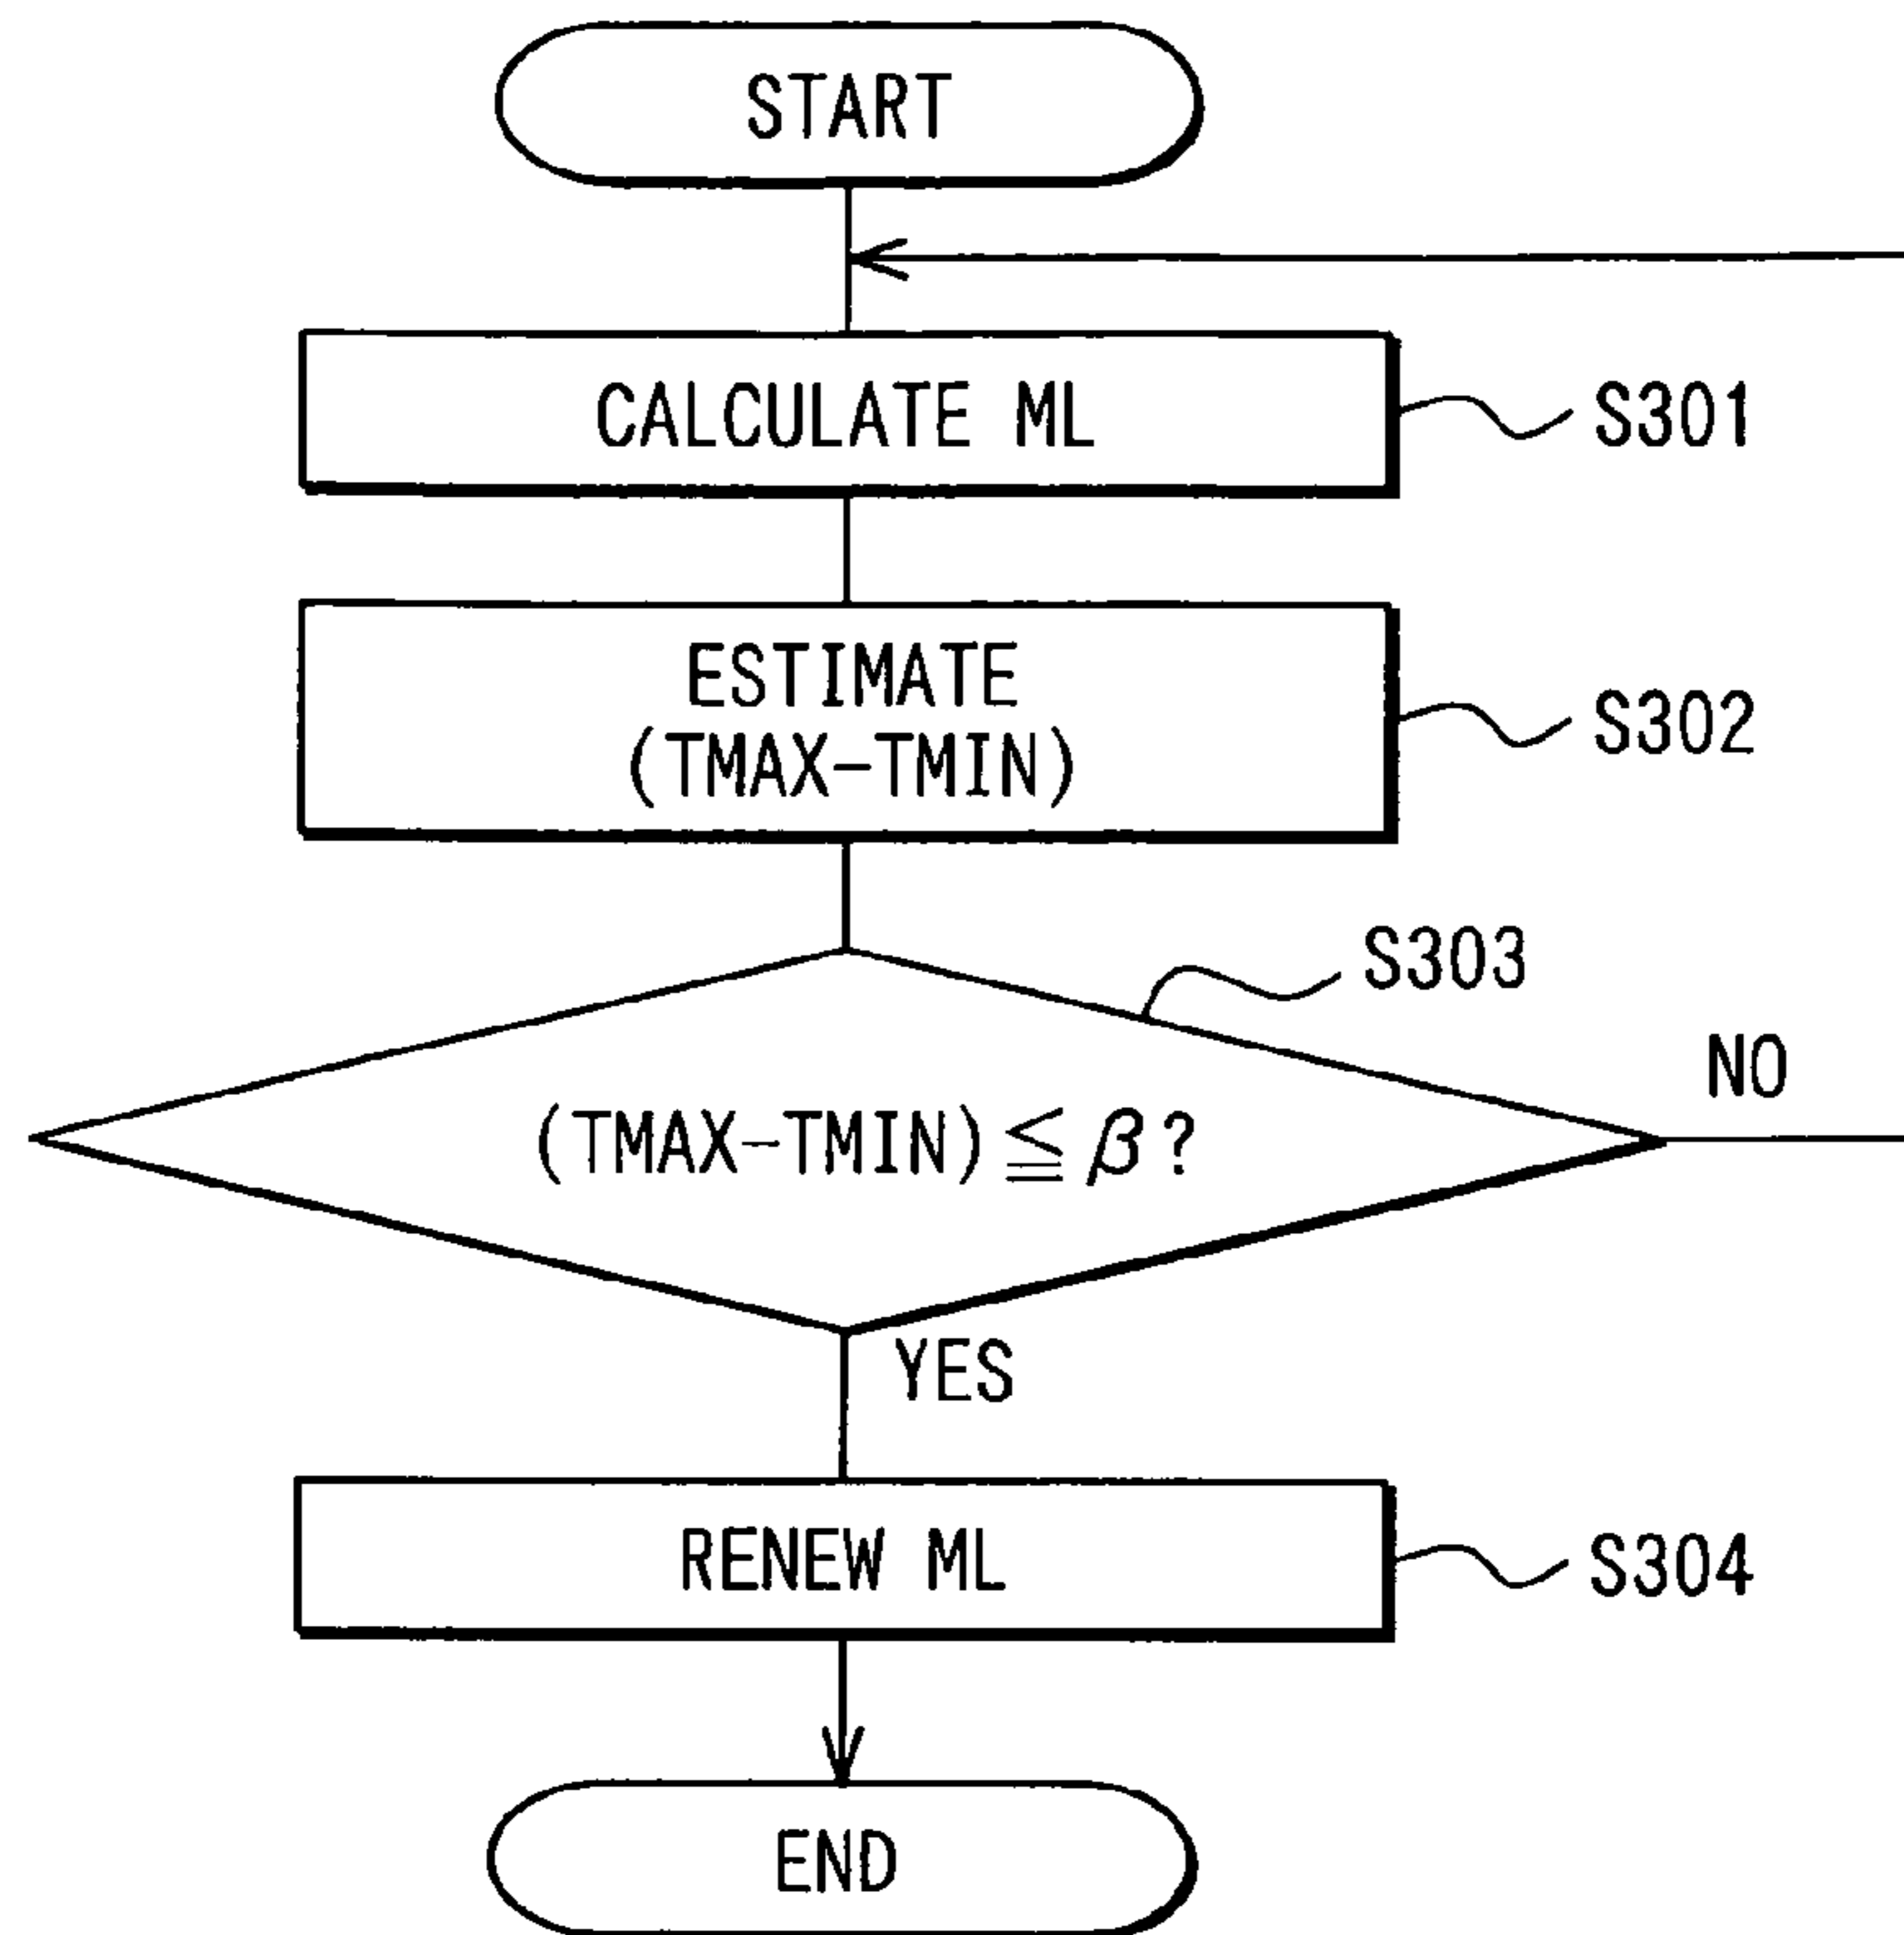 START
CALCULATE ML
S301
ESTIMATE
(TMAX-TMIN)
S302
S303
(TMAX-TMIN)≦β?
NO
YES
RENEW ML
S304
END